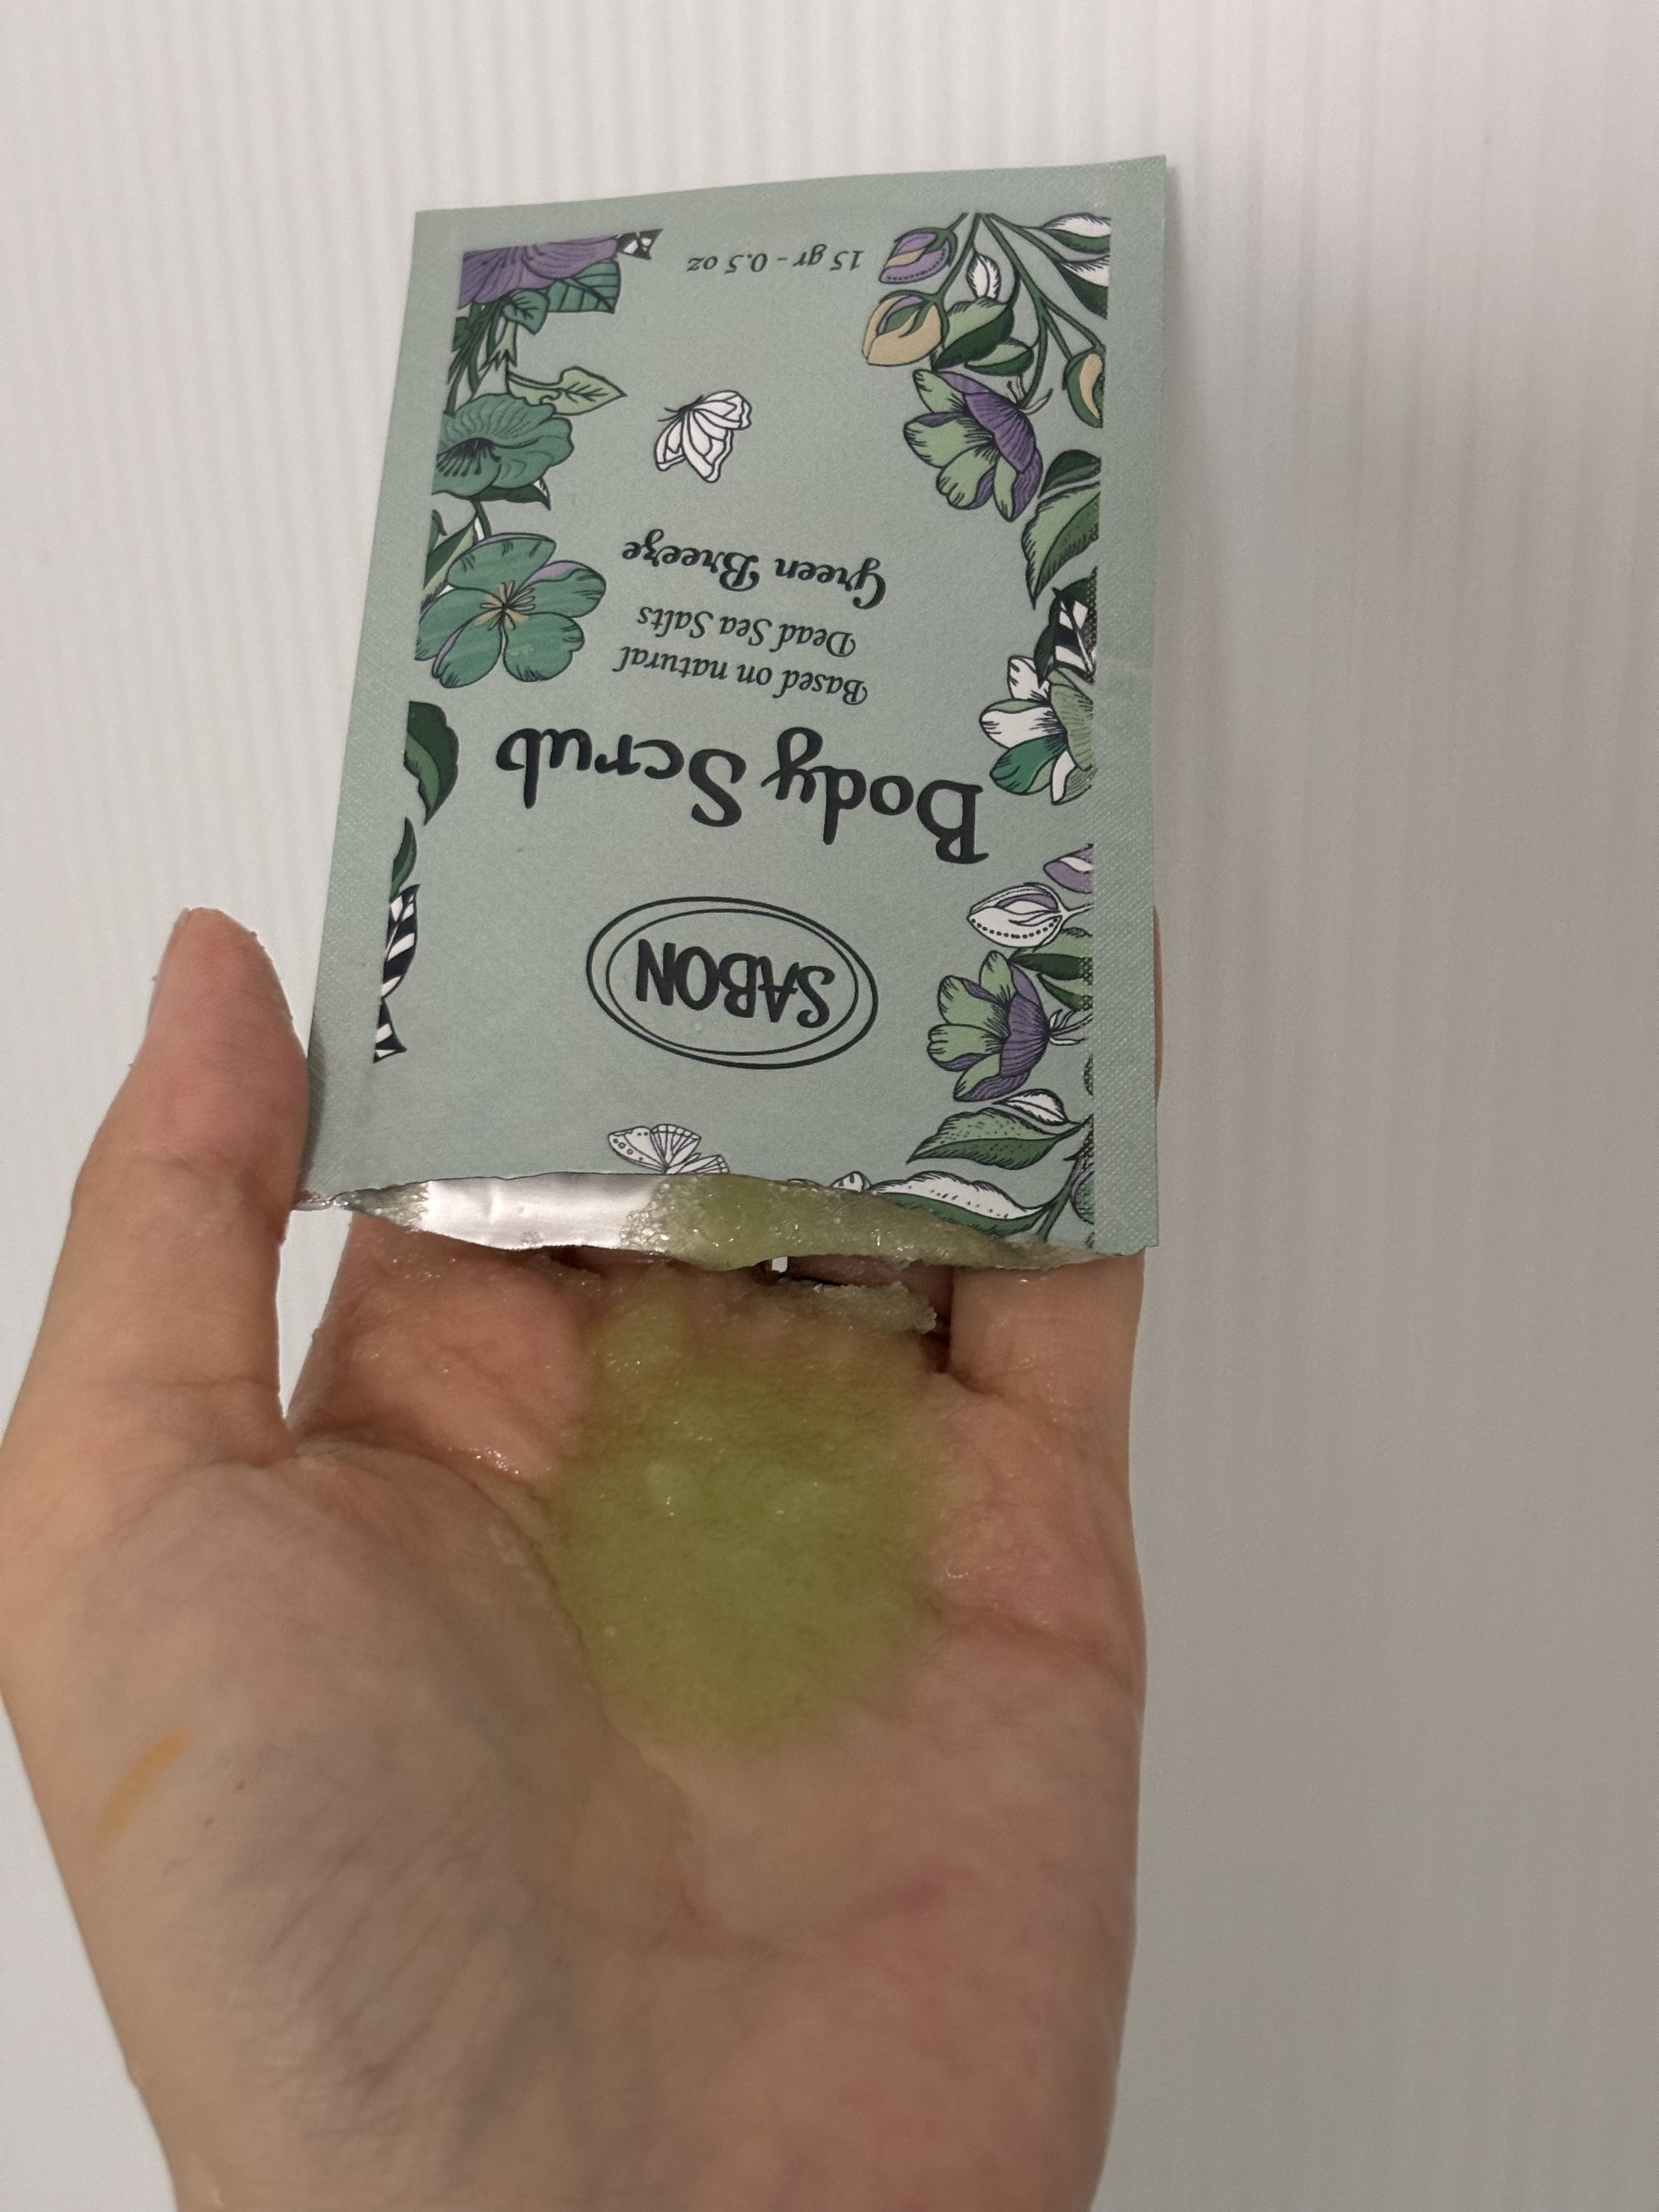 SABON
Body Scrub
Based on natural
Dead Sea Salts
Green Breeze
15 gr - 0.5 oz